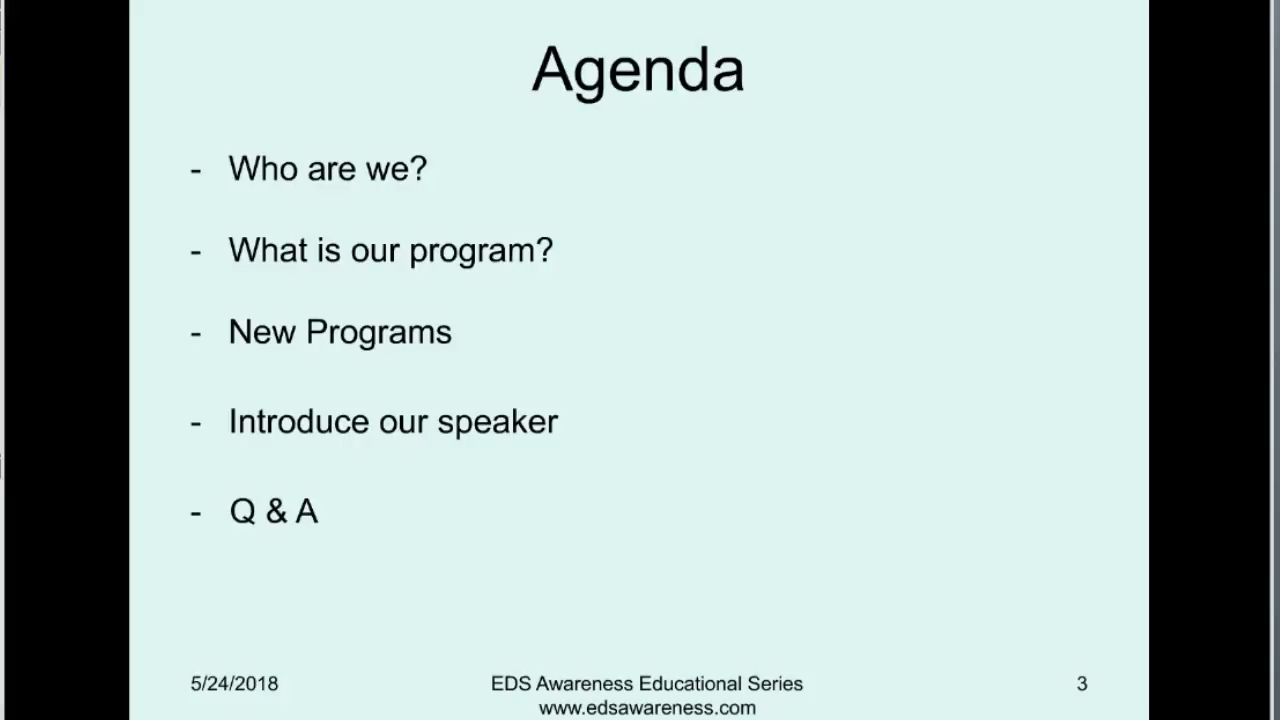 Agenda
- Who are we?
- What is our program?
- New Programs
- Introduce our speaker
- Q & A
5/24/2018 EDS Awareness Educational Series 3
www.edsawareness.com